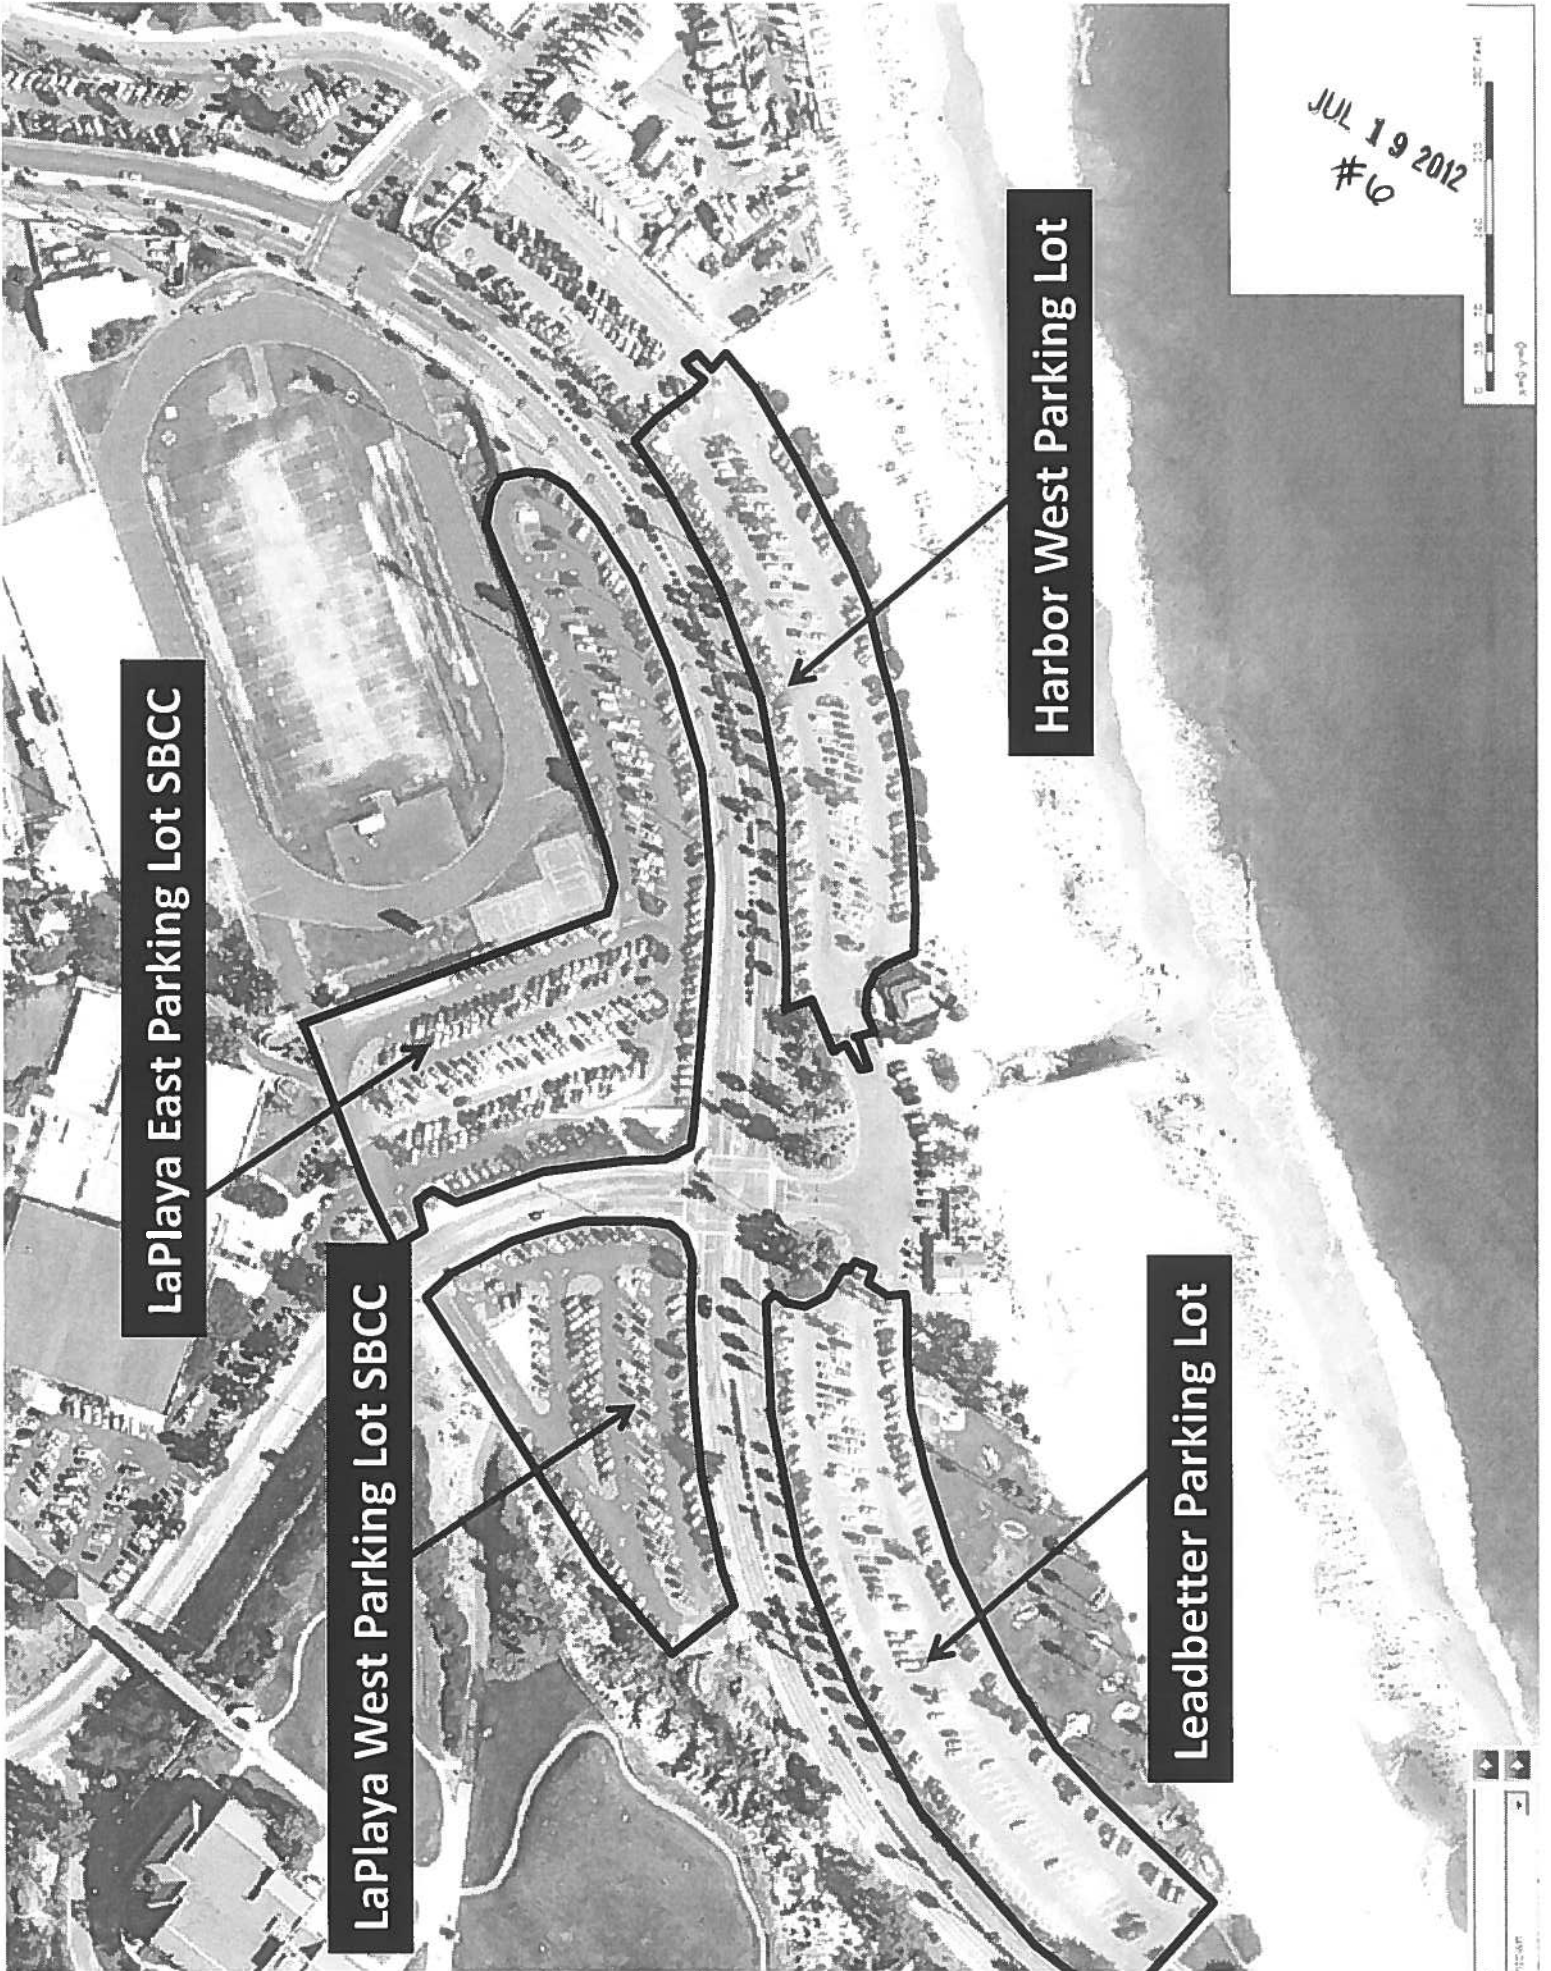 LaPlaya East Parking Lot SBCC
LaPlaya West Parking Lot SBCC
Harbor West Parking Lot
Leadbetter Parking Lot
JUL 19 2012
#6